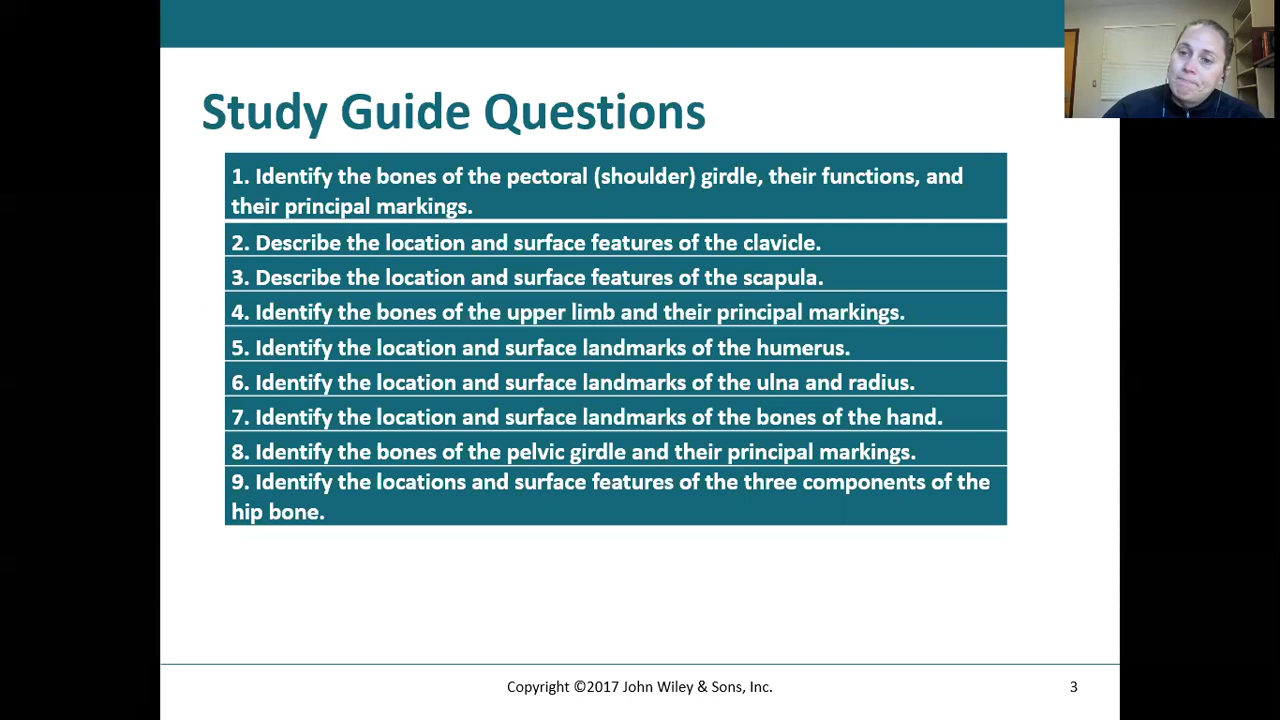 Study Guide Questions
1. Identify the bones of the pectoral (shoulder) girdle, their functions, and
their principal markings.
2. Describe the location and surface features of the clavicle.
3. Describe the location and surface features of the scapula.
4. Identify the bones of the upper limb and their principal markings.
5. Identify the location and surface landmarks of the humerus.
6. Identify the location and surface landmarks of the ulna and radius.
7. Identify the location and surface landmarks of the bones of the hand.
8. Identify the bones of the pelvic girdle and their principal markings.
9. Identify the locations and surface features of the three components of the
hip bone.
Copyright ©2017 John Wiley & Sons, Inc.
3